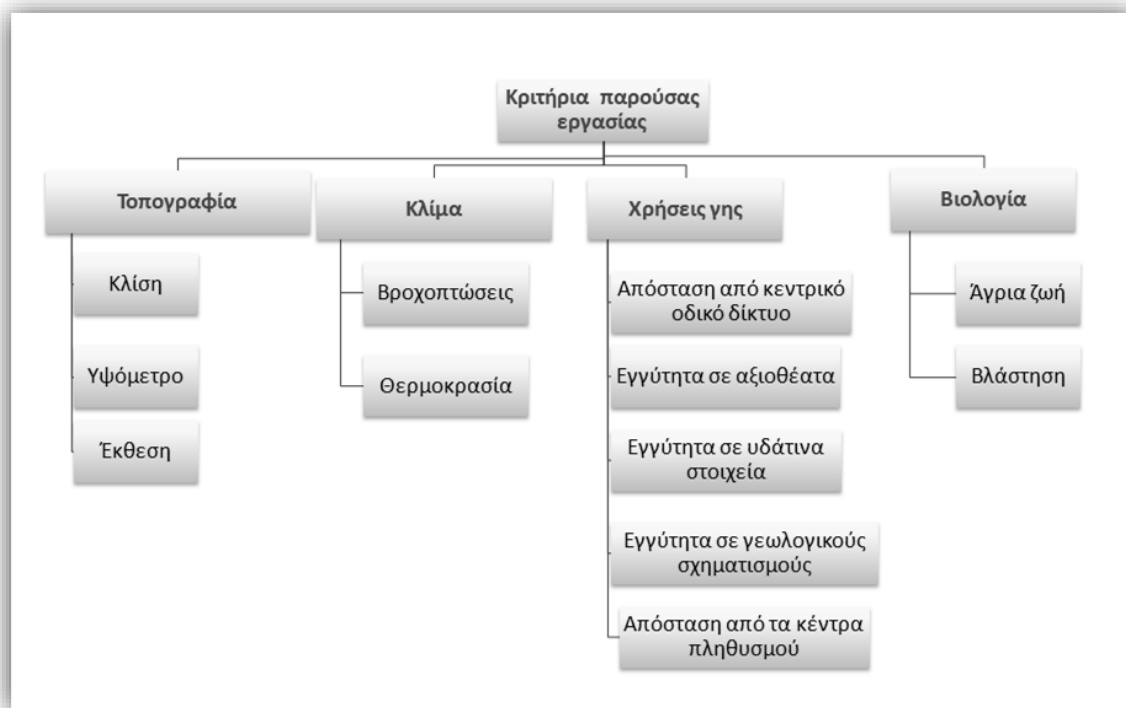 Κριτήρια παρούσας
εργασίας
Τοπογραφία
Κλίση
Υψόμετρο
Έκθεση
Κλίμα
Βροχοπτώσεις
Θερμοκρασία
Χρήσεις γης
Απόσταση από κεντρικό
οδικό δίκτυο
Εγγύτητα σε αξιοθέατα
Εγγύτητα σε υδάτινα
στοιχεία
Εγγύτητα σε γεωλογικούς
σχηματισμούς
Απόσταση από τα κέντρα
πληθυσμού
Βιολογία
Άγρια ζωή
Βλάστηση